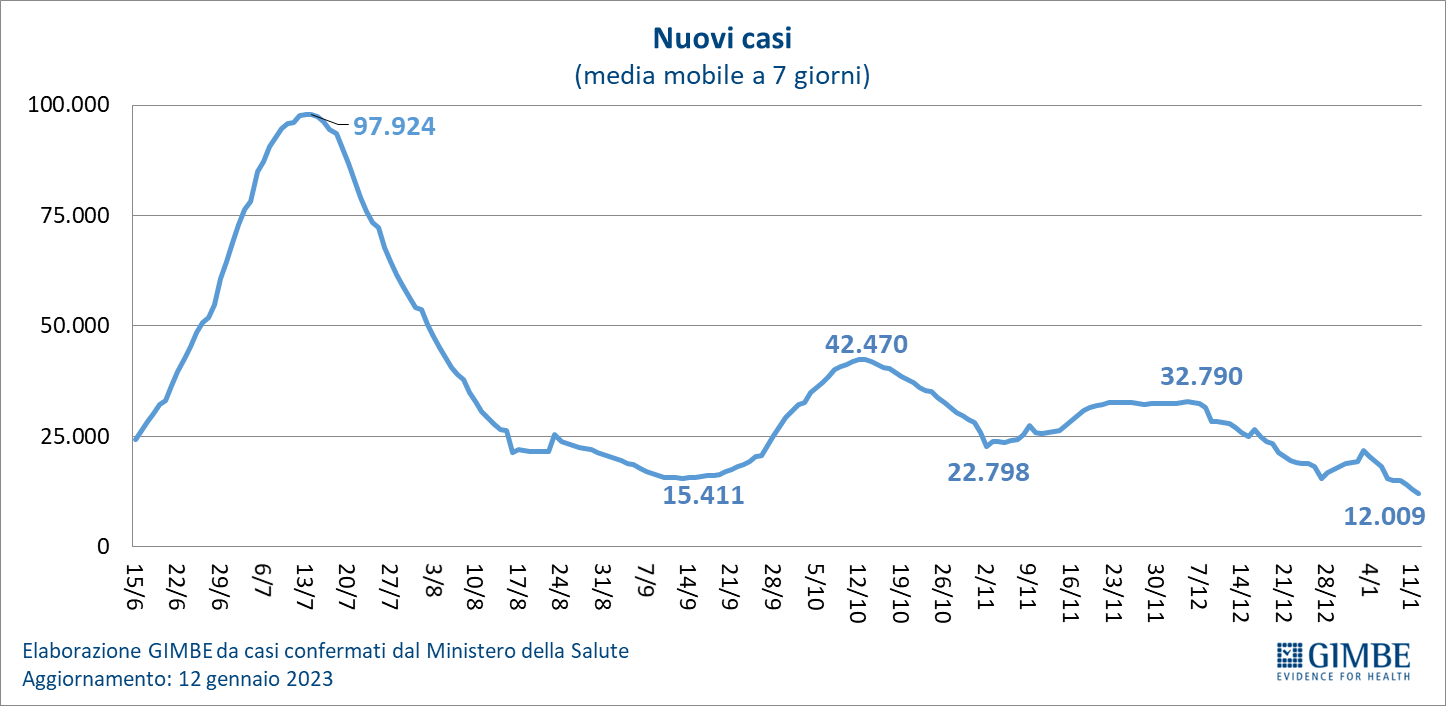 Nuovi casi
(media mobile a 7 giorni)
100.000
97.924
75.000
50.000
42.470
32.790
25.000
22.798
15.411
12.009
0
15/6 22/6 29/6 6/7 13/7 20/7 27/7 3/8 10/8 17/8 24/8 31/8 7/9 14/9 21/9 28/9 5/10 12/10 19/10 26/10 2/11 9/11 16/11 23/11 30/11 7/12 14/12 21/12 28/12 4/1 11/1
Elaborazione GIMBE da casi confermati dal Ministero della Salute
Aggiornamento: 12 gennaio 2023
GIMBE
EVIDENCE FOR HEALTH